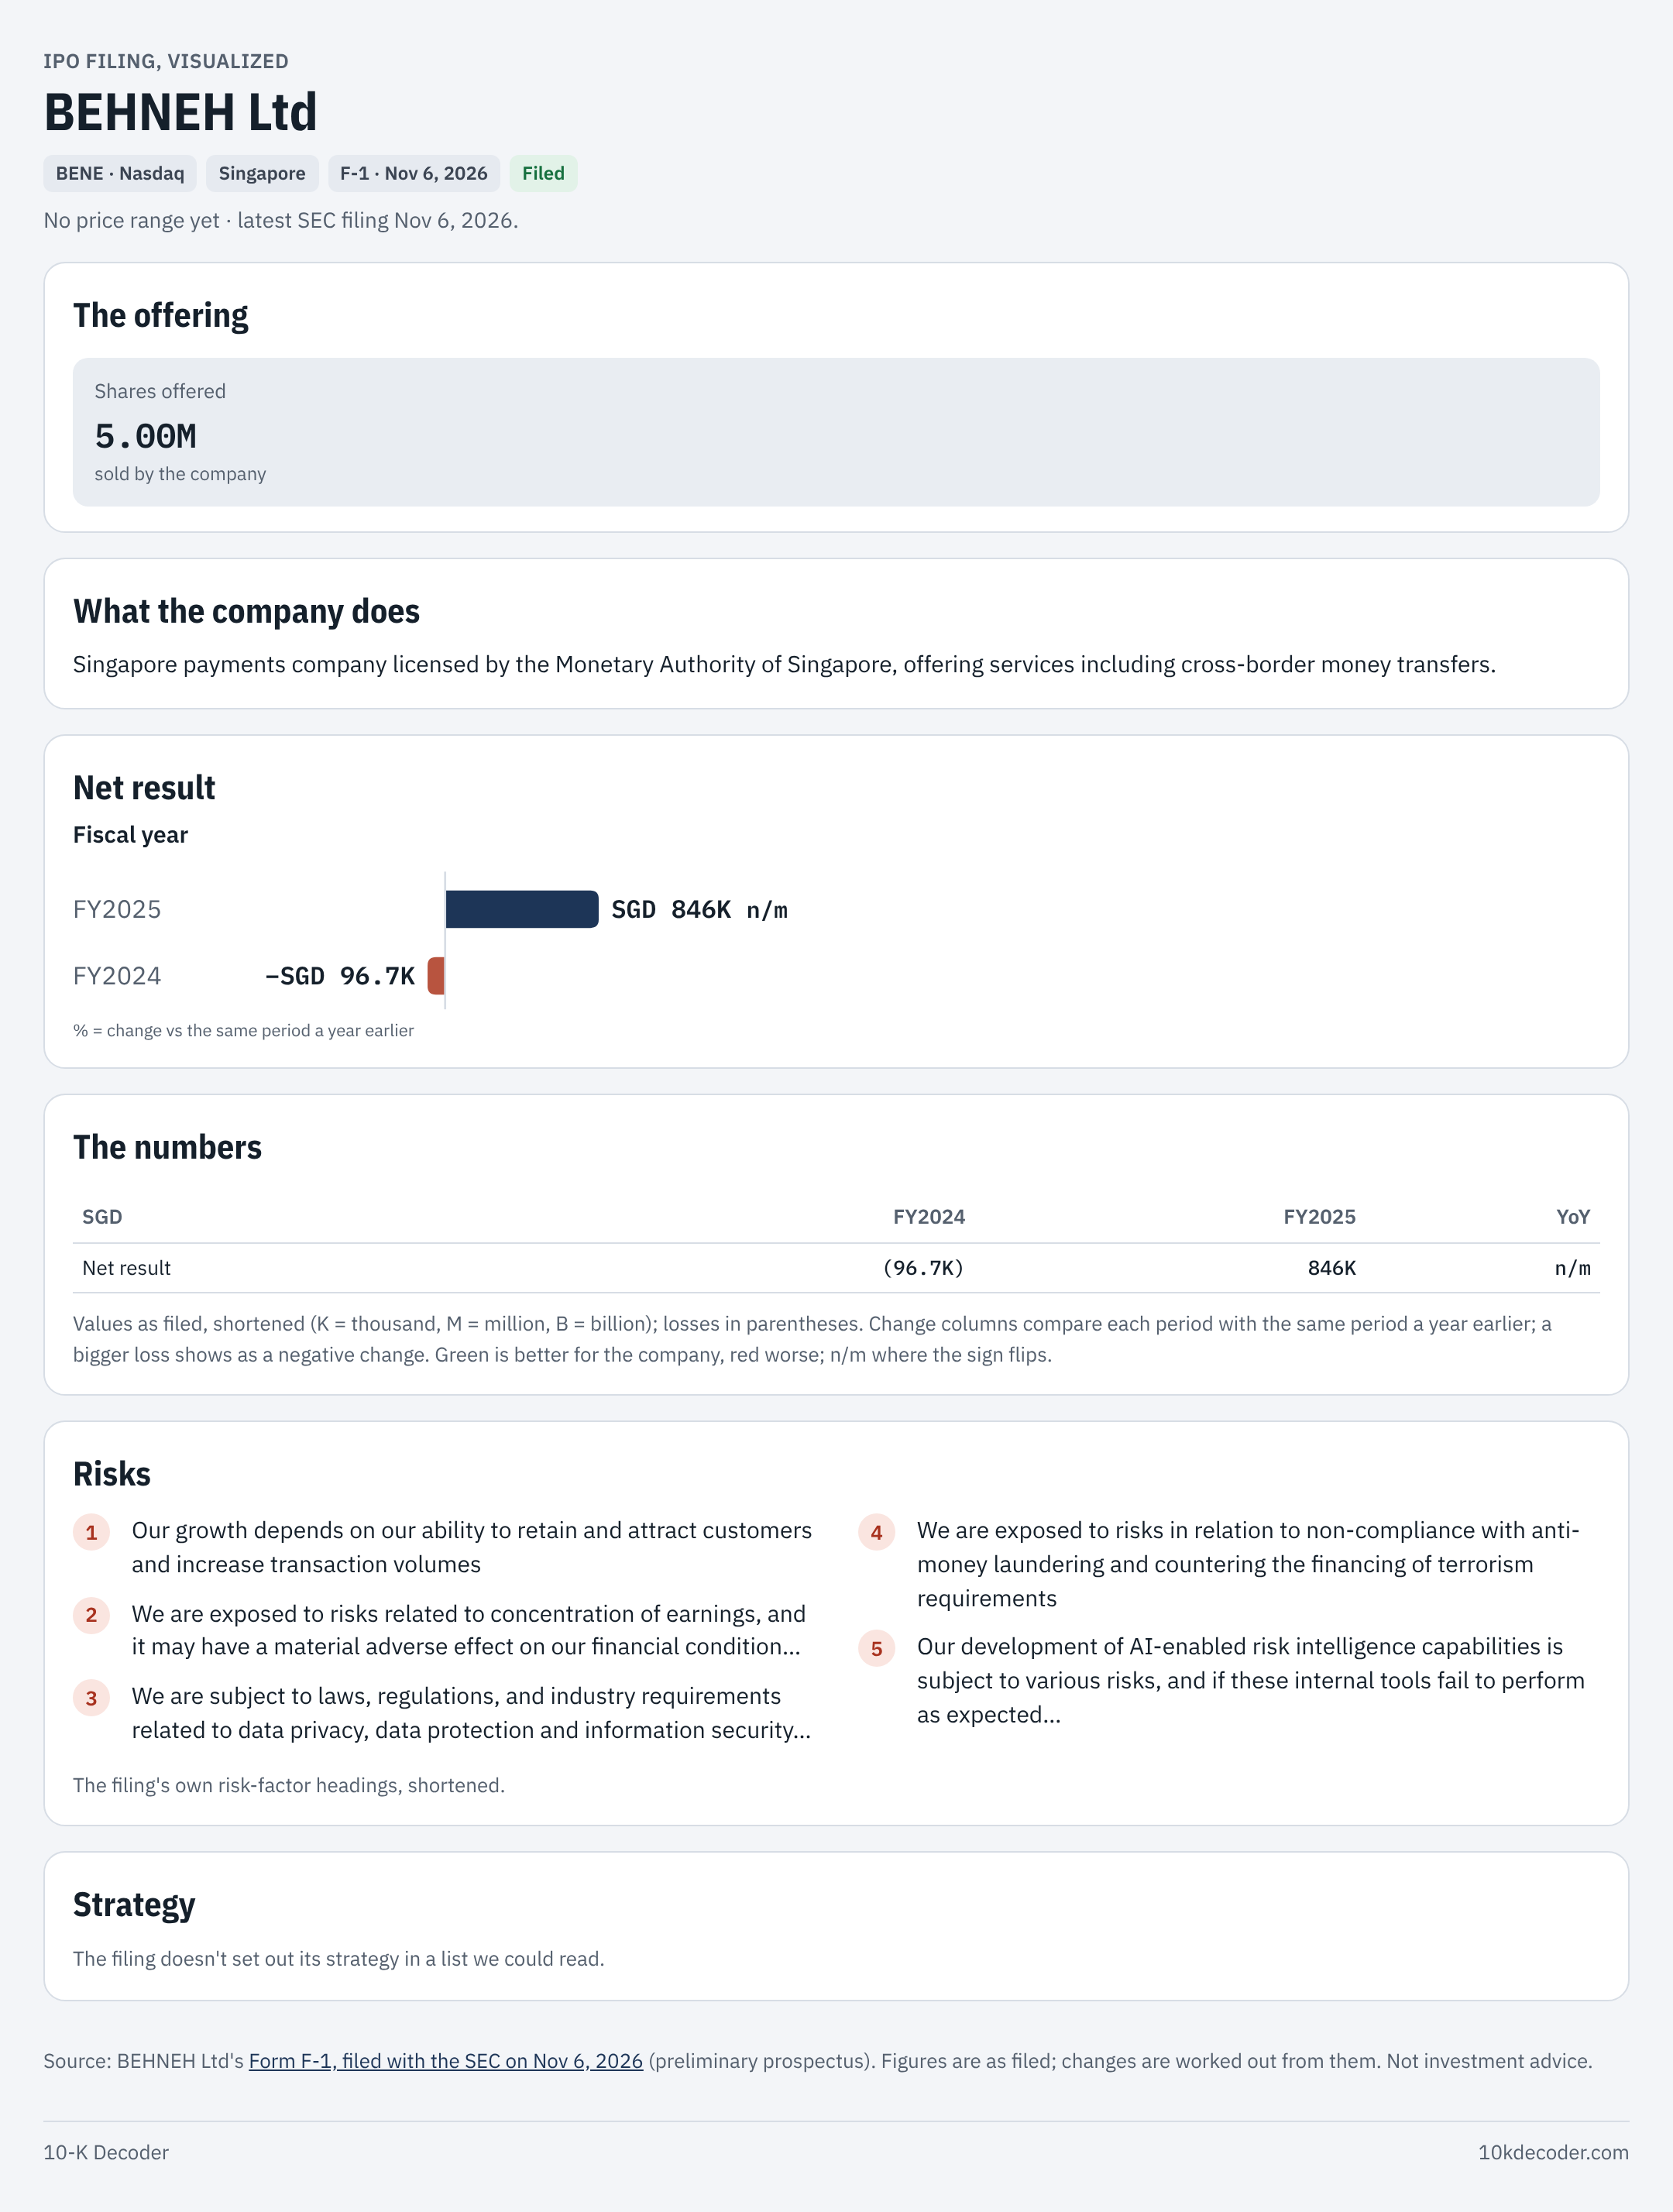 IPO FILING, VISUALIZED
BEHNEH Ltd
BENE · Nasdaq
Singapore
F-1 · Nov 6, 2026
Filed
No price range yet · latest SEC filing Nov 6, 2026.
The offering
Shares offered
5.00M
sold by the company
What the company does
Singapore payments company licensed by the Monetary Authority of Singapore, offering services including cross-border money transfers.
Net result
Fiscal year
FY2025 SGD 846K n/m
FY2024 −SGD 96.7K
% = change vs the same period a year earlier
The numbers
SGD FY2024 FY2025 YoY
Net result (96.7K) 846K n/m
Values as filed, shortened (K = thousand, M = million, B = billion); losses in parentheses. Change columns compare each period with the same period a year earlier; a
bigger loss shows as a negative change. Green is better for the company, red worse; n/m where the sign flips.
Risks
1 Our growth depends on our ability to retain and attract customers
and increase transaction volumes
2 We are exposed to risks related to concentration of earnings, and
it may have a material adverse effect on our financial condition…
3 We are subject to laws, regulations, and industry requirements
related to data privacy, data protection and information security…
4 We are exposed to risks in relation to non-compliance with anti-
money laundering and countering the financing of terrorism
requirements
5 Our development of AI-enabled risk intelligence capabilities is
subject to various risks, and if these internal tools fail to perform
as expected…
The filing's own risk-factor headings, shortened.
Strategy
The filing doesn't set out its strategy in a list we could read.
Source: BEHNEH Ltd's Form F-1, filed with the SEC on Nov 6, 2026 (preliminary prospectus). Figures are as filed; changes are worked out from them. Not investment advice.
10-K Decoder
10kdecoder.com